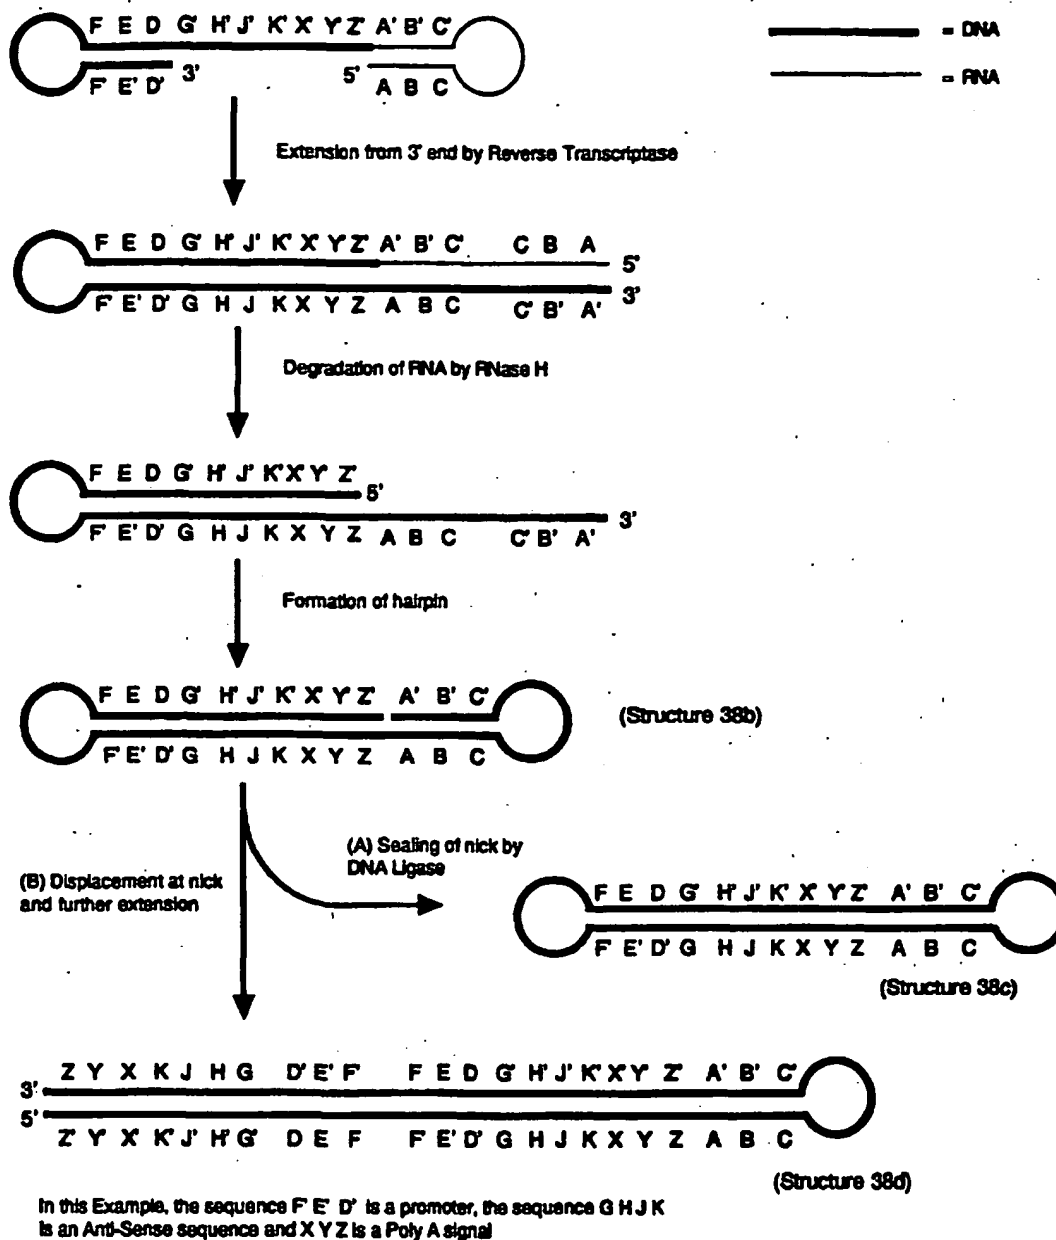 F E D G' H' J' K' X' Y' Z' A' B' C'
F' E' D' 3' 5' A B C
= DNA
= RNA
Extension from 3' end by Reverse Transcriptase
F E D G' H' J' K' X' Y' Z' A' B' C' C B A
5'
3'
F' E' D' G H J K X Y Z A B C C' B' A'
Degradation of RNA by RNase H
F E D G' H' J' K' X' Y' Z'
5'
3'
F' E' D' G H J K X Y Z A B C C' B' A'
Formation of hairpin
F E D G' H' J' K' X' Y' Z' A' B' C'
(Structure 38b)
F' E' D' G H J K X Y Z A B C
(A) Sealing of nick by
DNA Ligase
(B) Displacement at nick
and further extension
F E D G' H' J' K' X' Y' Z' A' B' C'
F' E' D' G H J K X Y Z A B C
(Structure 38c)
Z Y X K J H G D' E' F' F E D G' H' J' K' X' Y' Z' A' B' C'
3'
5'
Z' Y' X' K' J' H' G' D E F F' E' D' G H J K X Y Z A B C
(Structure 38d)
In this Example, the sequence F' E' D' is a promoter, the sequence G H J K
is an Anti-Sense sequence and X Y Z is a Poly A signal